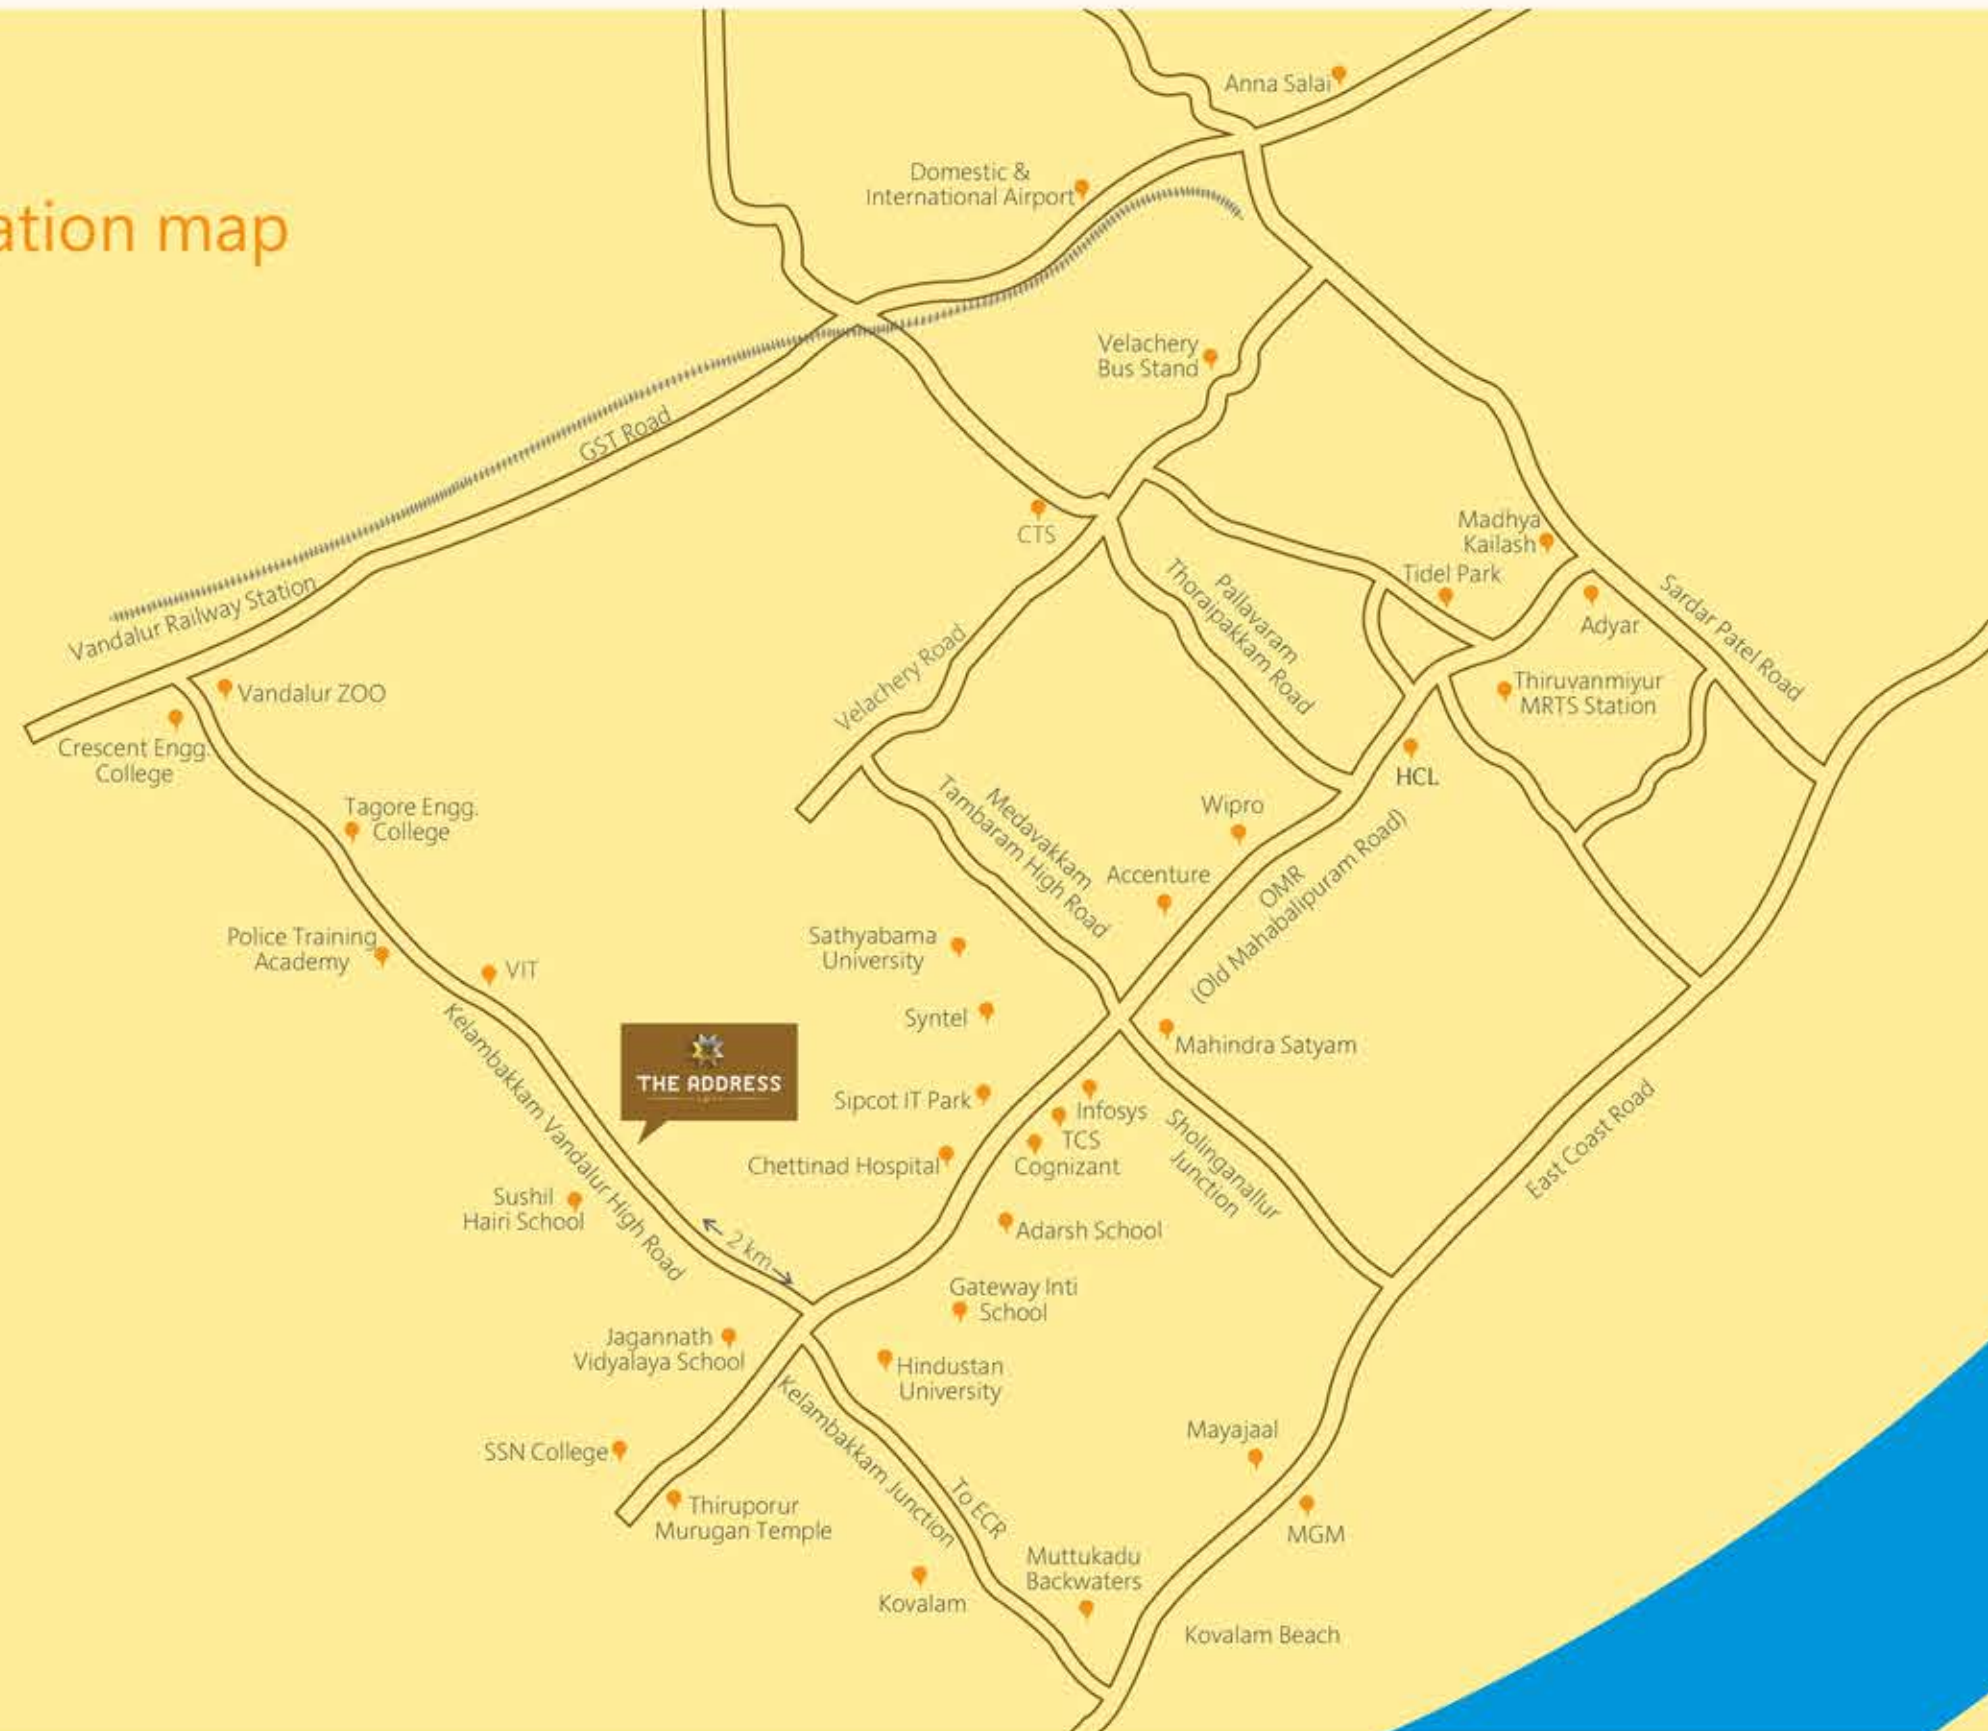 ation map
Anna Salai
Domestic &
International Airport
Velachery
Bus Stand
GST Road
CTS
Madhya
Kailash
Tidel Park
Adyar
Sardar Patel Road
Pallavaram
Thoraipakkam Road
Vandalur Railway Station
Vandalur ZOO
Crescent Engg.
College
Velachery Road
Thiruvanmiyur
MRTS Station
HCL
Tagore Engg.
College
Wipro
Medavakkam
Tambaram High Road
Accenture
OMR
(Old Mahabalipuram Road)
Police Training
Academy
VIT
Sathyabama
University
Syntel
Mahindra Satyam
THE ADDRESS
Kelambakkam Vandalur High Road
Sipcot IT Park
Infosys
TCS
Cognizant
Chettinad Hospital
Sholinganallur
Junction
East Coast Road
Sushil
Hairi School
2 km
Adarsh School
Gateway Inti
School
Jagannath
Vidyalaya School
Hindustan
University
Kelambakkam Junction
To ECR
Mayajaal
SSN College
Thiruporur
Murugan Temple
MGM
Muttukadu
Backwaters
Kovalam
Kovalam Beach